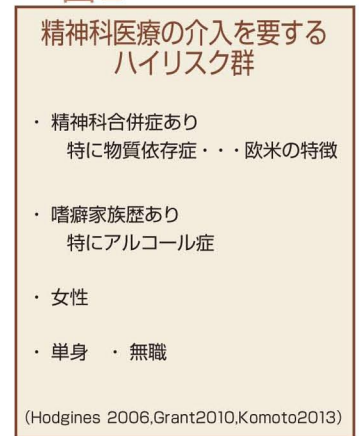 精神科医療の介入を要する
ハイリスク群
・ 精神科合併症あり
特に物質依存症・・・欧米の特徴
・ 嗜癖家族歴あり
特にアルコール症
・ 女性
・ 単身 ・ 無職
(Hodgines 2006,Grant2010,Komoto2013)